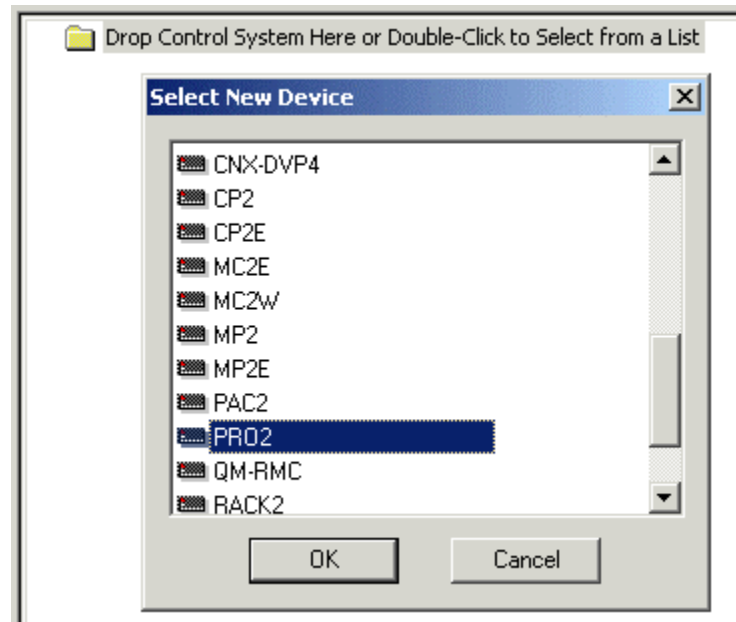 Drop Control System Here or Double-Click to Select from a List
Select New Device
CNX-DVP4
CP2
CP2E
MC2E
MC2W
MP2
MP2E
PAC2
PRO2
QM-RMC
RACK2
OK Cancel